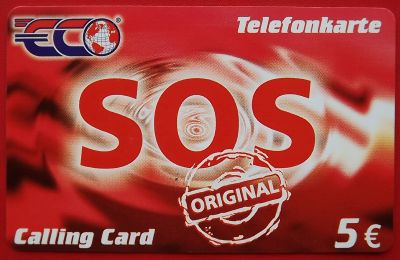 ECO
Telefonkarte
SOS
ORIGINAL
Calling Card
5 €